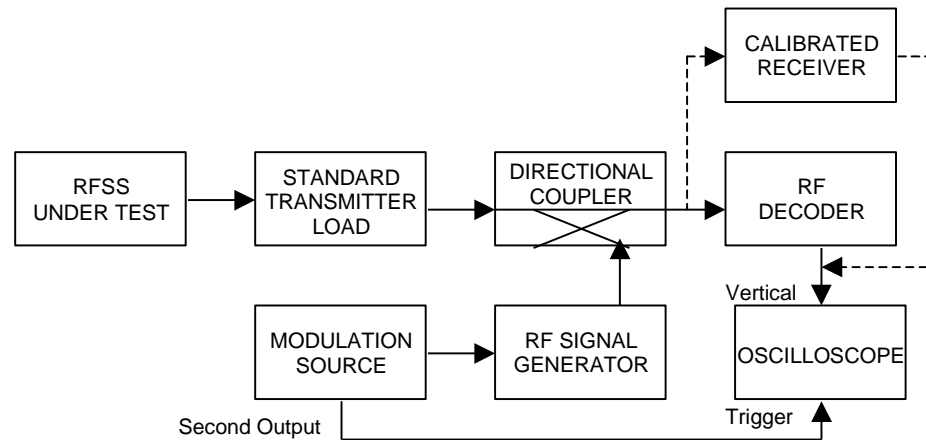 CALIBRATED
RECEIVER
RFSS
UNDER TEST
STANDARD
TRANSMITTER
LOAD
DIRECTIONAL
COUPLER
RF
DECODER
Vertical
MODULATION
SOURCE
RF SIGNAL
GENERATOR
OSCILLOSCOPE
Second Output
Trigger